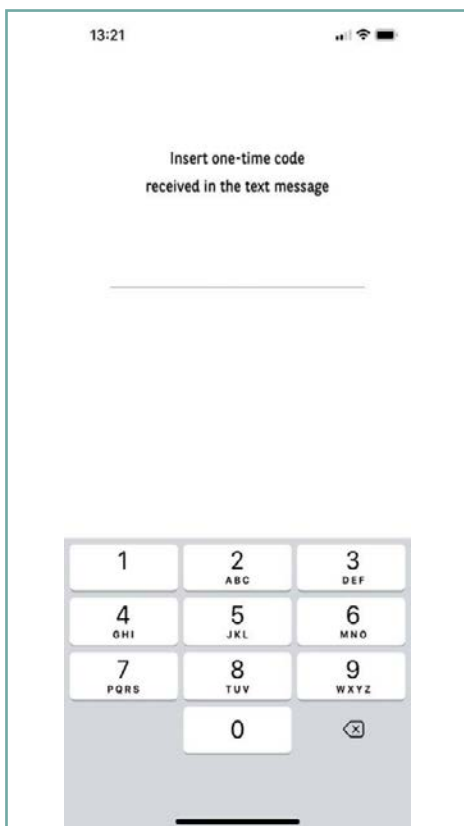 13:21
Insert one-time code
received in the text message
1
2
ABC
3
DEF
4
GHI
5
JKL
6
MNO
7
PQRS
8
TUV
9
WXYZ
0